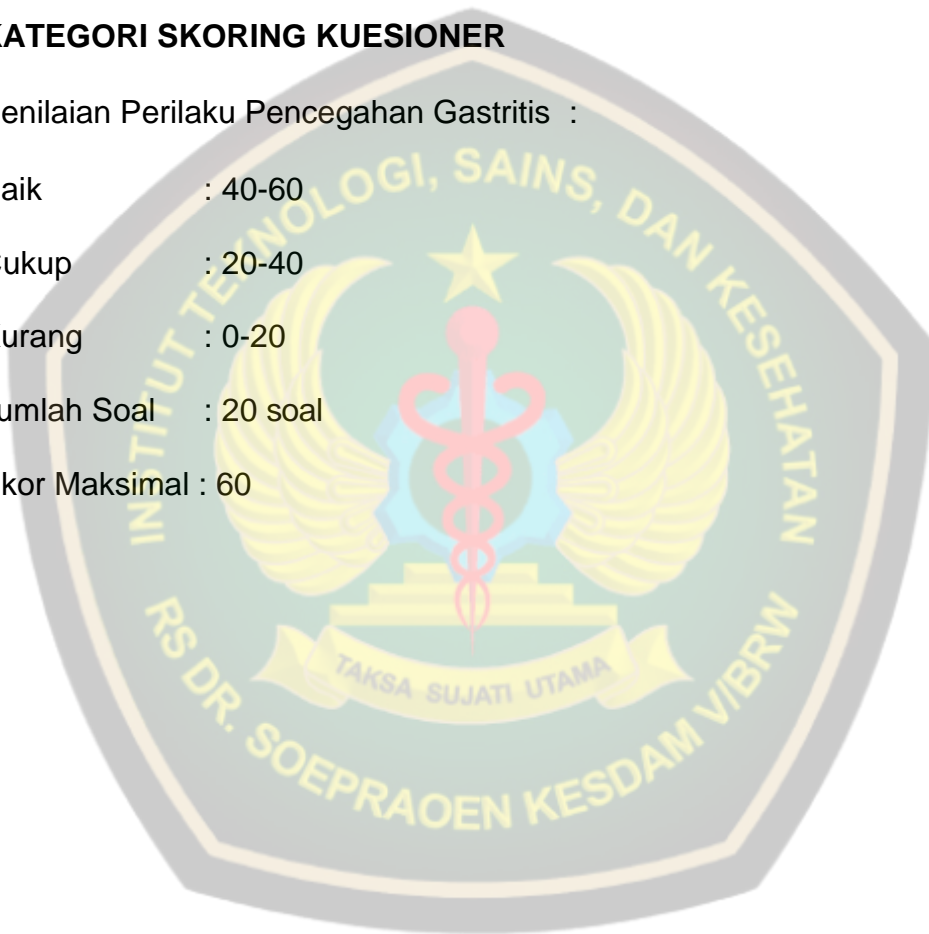 KATEGORI SKORING KUESIONER
enilaian Perilaku Pencegahan Gastritis :
aik : 40-60
Cukup : 20-40
urang : 0-20
umlah Soal : 20 soal
kor Maksimal : 60
INSTITUT TEKNOLOGI, SAINS, DAN KESEHATAN
TAKSA SUJATI UTAMA
RS DR. SOEPRAOEN KESDAM V/BRW